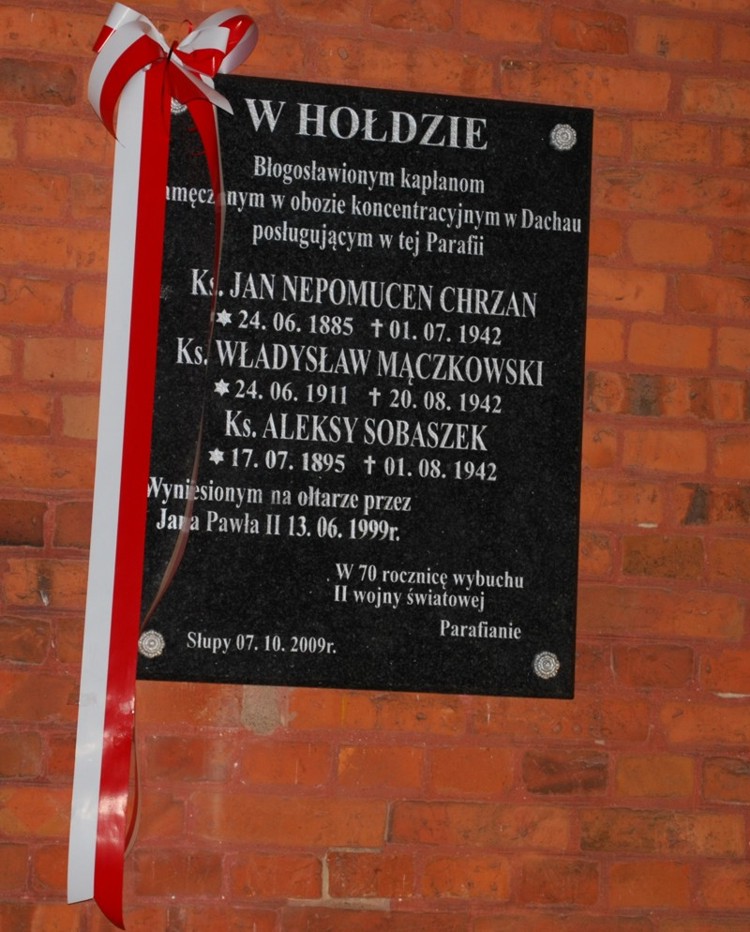 W HOŁDZIE
Błogosławionym kapłanom
amęczonym w obozie koncentracyjnym w Dachau
posługującym w tej Parafii
Ks. JAN NEPOMUCEN CHRZAN
24. 06. 1885 †01. 07. 1942
Ks. WŁADYSŁAW MĄCZKOWSKI
24. 06. 1911 † 20. 08. 1942
Ks. ALEKSY SOBASZEK
17. 07. 1895 †01. 08. 1942
Wyniesionym na ołtarze przez
Jana Pawła II 13. 06. 1999r.
W 70 rocznicę wybuchu
II wojny światowej
Parafianie
Słupy 07. 10. 2009r.